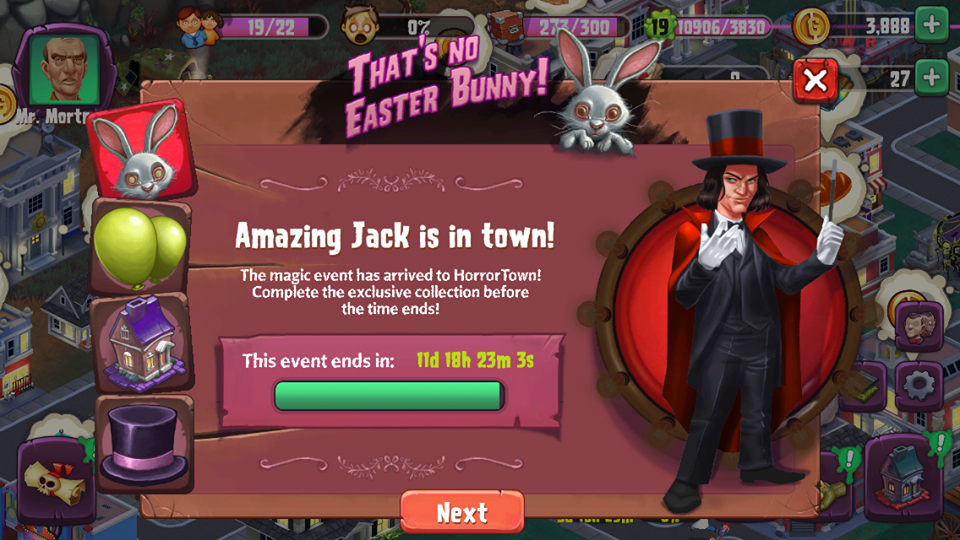 19/22
0%
273/300
19
10906/3830
3,888
27
Mr. Mort
THAT'S NO
EASTER BUNNY!
Amazing Jack is in town!
The magic event has arrived to HorrorTown!
Complete the exclusive collection before
the time ends!
This event ends in: 11d 18h 23m 3s
Next